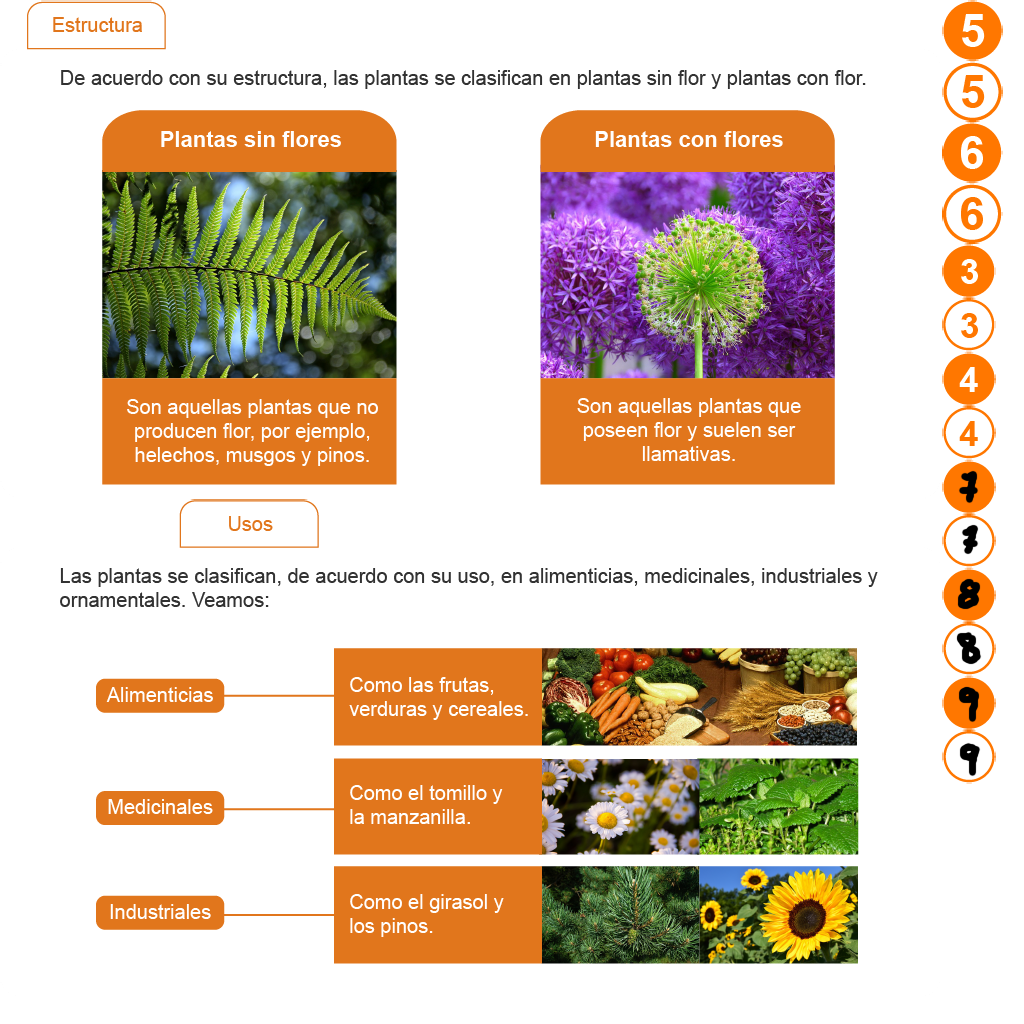 Estructura
De acuerdo con su estructura, las plantas se clasifican en plantas sin flor y plantas con flor.
Plantas sin flores
Son aquellas plantas que no
producen flor, por ejemplo,
helechos, musgos y pinos.
Plantas con flores
Son aquellas plantas que
poseen flor y suelen ser
llamativas.
Usos
Las plantas se clasifican, de acuerdo con su uso, en alimenticias, medicinales, industriales y
ornamentales. Veamos:
Alimenticias
Como las frutas,
verduras y cereales.
Medicinales
Como el tomillo y
la manzanilla.
Industriales
Como el girasol y
los pinos.
5
5
6
6
3
3
4
4
7
7
8
8
9
9